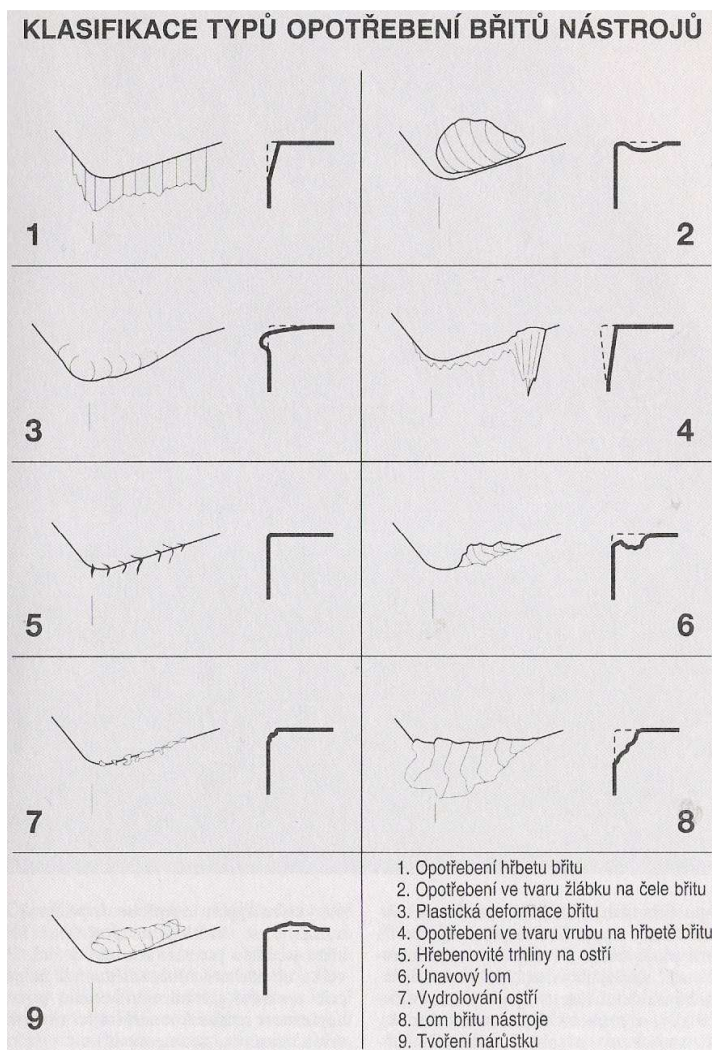 KLASIFIKACE TYPŮ OPOTŘEBENÍ BŘITŮ NÁSTROJŮ
1
2
3
4
5
6
7
8
9
1. Opotřebení hřbetu břitu
2. Opotřebení ve tvaru žlábku na čele břitu
3. Plastická deformace břitu
4. Opotřebení ve tvaru vrubu na hřbetě břitu
5. Hřebenovité trhliny na ostří
6. Únavový lom
7. Vydrolování ostří
8. Lom břitu nástroje
9. Tvoření nárůstku